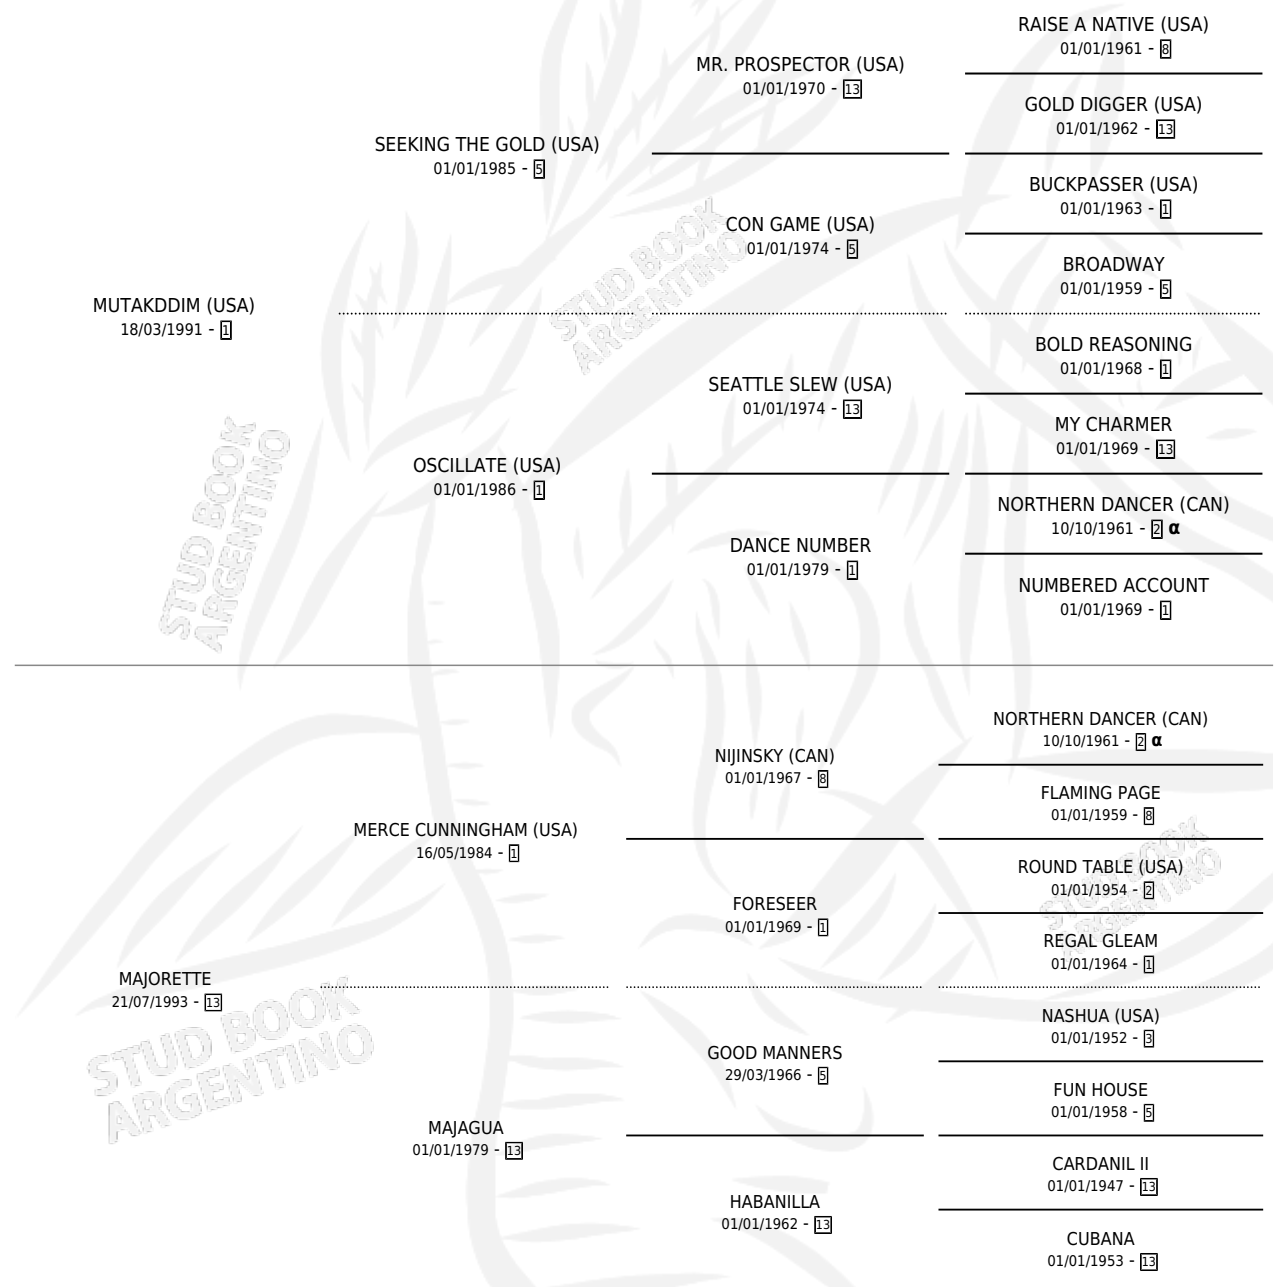 RAISE A NATIVE (USA)
01/01/1961 - 8
MR. PROSPECTOR (USA)
01/01/1970 - 13
GOLD DIGGER (USA)
01/01/1962 - 13
SEEKING THE GOLD (USA)
01/01/1985 - 5
BUCKPASSER (USA)
01/01/1963 - 1
CON GAME (USA)
01/01/1974 - 5
BROADWAY
01/01/1959 - 5
MUTAKDDIM (USA)
18/03/1991 - 1
BOLD REASONING
01/01/1968 - 1
SEATTLE SLEW (USA)
01/01/1974 - 13
MY CHARMER
01/01/1969 - 13
OSCILLATE (USA)
01/01/1986 - 1
NORTHERN DANCER (CAN)
10/10/1961 - 2 α
DANCE NUMBER
01/01/1979 - 1
NUMBERED ACCOUNT
01/01/1969 - 1
NORTHERN DANCER (CAN)
10/10/1961 - 2 α
NIJINSKY (CAN)
01/01/1967 - 8
FLAMING PAGE
01/01/1959 - 8
MERCE CUNNINGHAM (USA)
16/05/1984 - 1
ROUND TABLE (USA)
01/01/1954 - 2
FORESEER
01/01/1969 - 1
REGAL GLEAM
01/01/1964 - 1
MAJORETTE
21/07/1993 - 13
NASHUA (USA)
01/01/1952 - 3
GOOD MANNERS
29/03/1966 - 5
FUN HOUSE
01/01/1958 - 5
MAJAGUA
01/01/1979 - 13
CARDANIL II
01/01/1947 - 13
HABANILLA
01/01/1962 - 13
CUBANA
01/01/1953 - 13
STUD BOOK
ARGENTINO
STUD BOOK
ARGENTINO
STUD BOOK
ARGENTINO
STUD BOOK
ARGENTINO